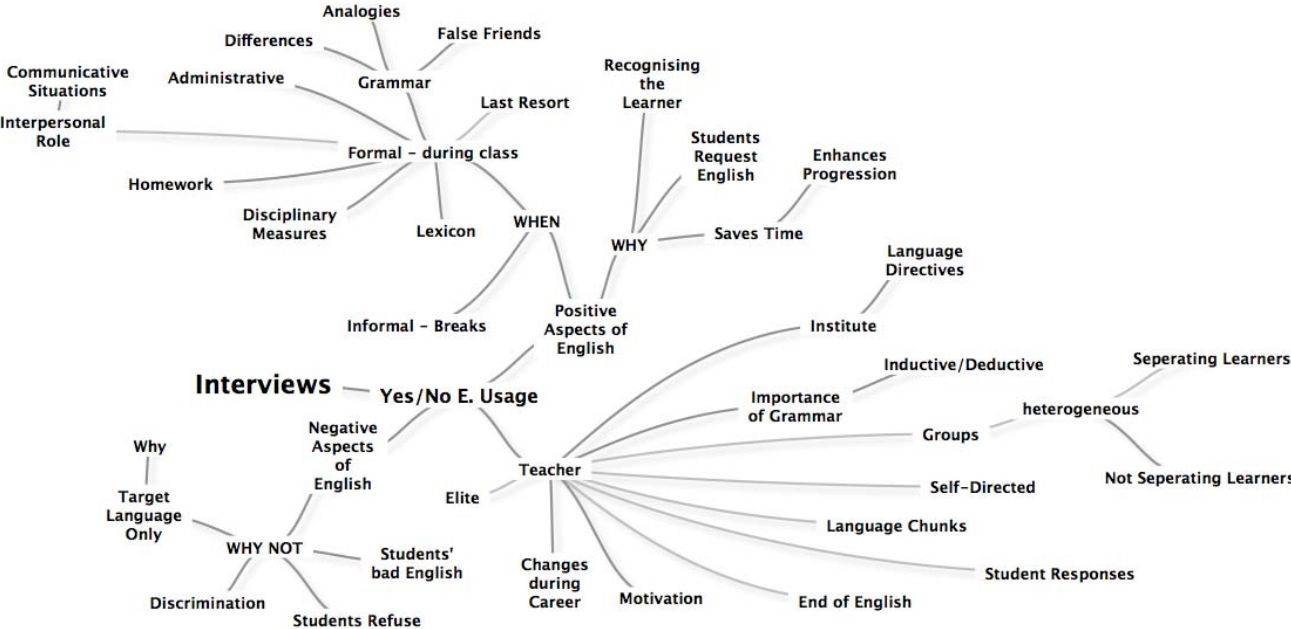 Analogies
Differences
False Friends
Communicative
Situations
Administrative
Grammar
Recognising
the
Learner
Last Resort
Interpersonal
Role
Formal - during class
Students
Request
English
Enhances
Progression
Homework
Disciplinary
Measures
Lexicon
WHEN
WHY
Saves Time
Language
Directives
Informal - Breaks
Positive
Aspects of
English
Institute
Interviews
Yes/No E. Usage
Inductive/Deductive
Seperating Learners
Importance
of Grammar
heterogeneous
Groups
Negative
Aspects
of
English
Why
Teacher
Not Seperating Learners
Elite
Self-Directed
Target
Language
Only
Language Chunks
WHY NOT
Students'
bad English
Changes
during
Career
Student Responses
Discrimination
Students Refuse
Motivation
End of English